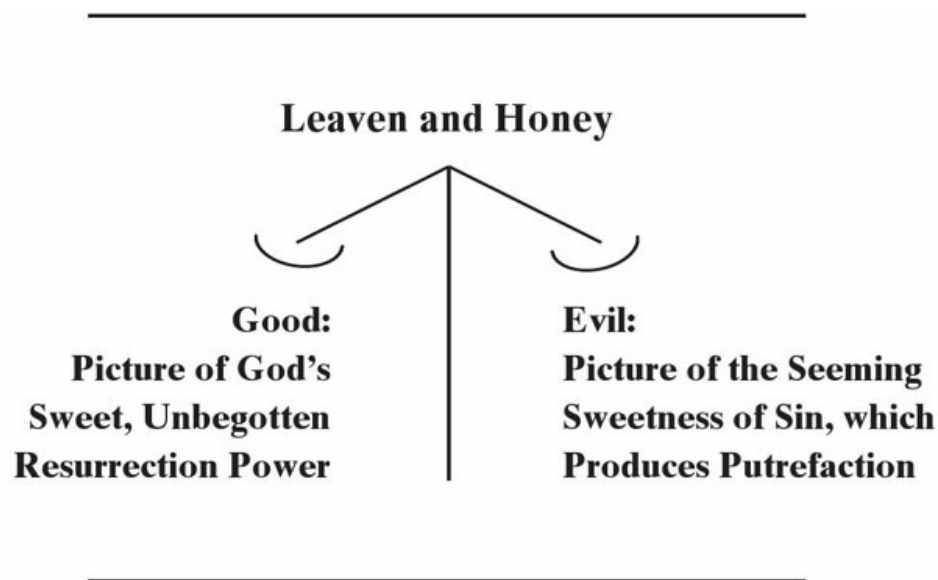 Leaven and Honey
Good:
Picture of God's
Sweet, Unbegotten
Resurrection Power
Evil:
Picture of the Seeming
Sweetness of Sin, which
Produces Putrefaction